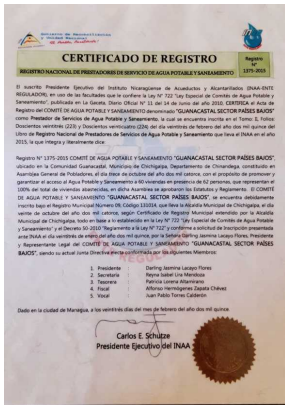 CERTIFICADO DE REGISTRO
Registro
N°
1375-2015
REGISTRO NACIONAL DE PRESTADORES DE SERVICIO DE AGUA POTABLE Y SANEAMIENTO
El suscrito Presidente Ejecutivo del Instituto Nicaragüense de Acueductos y Alcantarillados (INAA-ENTE
REGULADOR), en uso de las facultades que le confiere la Ley N° 722 "Ley Especial de Comités de Agua Potable y
Saneamiento", publicada en La Gaceta, Diario Oficial N° 11 del 14 de junio del 2010, CERTIFICA el Acta de
Registro del COMITÉ DE AGUA POTABLE Y SANEAMIENTO denominado "GUANACASTAL SECTOR PAÍSES BAJOS"
como Prestador de Servicios de Agua Potable y Saneamiento, la cual se encuentra inscrita en el Tomo: II, Folios
Doscientos veintitrés (223) y Doscientos veinticuatro (224) del día veintitrés de febrero del año dos mil quince del
Libro de Registro Nacional de Prestadores de Servicios de Agua Potable y Saneamiento que lleva el INAA en el año
2015, la que íntegra y literalmente dice:
Registro N° 1375-2015 COMITÉ DE AGUA POTABLE Y SANEAMIENTO "GUANACASTAL SECTOR PAÍSES BAJOS",
ubicado en la Comunidad Guanacastal, Municipio de Chichigalpa, Departamento de Chinandega, constituido en
Asamblea General de Pobladores, el día trece de octubre del año dos mil catorce, con el propósito de promover y
garantizar el acceso al Agua Potable y Saneamiento a 60 viviendas en presencia de 62 personas, que representan el
100% del total de viviendas abastecidas, en dicha Asamblea se aprobaron los Estatutos y Reglamento. El COMITÉ
DE AGUA POTABLE Y SANEAMIENTO "GUANACASTAL SECTOR PAÍSES BAJOS", se encuentra debidamente
inscrito bajo el Registro Municipal Número 09, Código: 131014, que lleva la Alcaldía Municipal de Chichigalpa, el día
veinte de octubre del año dos mil catorce, según Certificado de Registro Municipal extendido por la Alcaldía
Municipal de Chichigalpa, todo en base a lo establecido en la Ley N° 722 "Ley Especial de Comités de Agua Potable
y Saneamiento" y el Decreto 50-2010 "Reglamento a la Ley N° 722" y conforme a solicitud de Inscripción presentada
ante INAA el día veintitrés de enero del año dos mil quince, por la Señora Darling Jasmina Lacayo Flores, Presidente y
Representante Legal del COMITÉ DE AGUA POTABLE Y SANEAMIENTO "GUANACASTAL SECTOR PAÍSES
BAJOS", siendo su actual Junta Directiva electa conformada por los siguientes Miembros:
1. Presidente Darling Jasmina Lacayo Flores
2. Secretaria Reyna Isabel Lira Mendoza
3. Tesorera Patricia Lorena Altamirano
4. Fiscal Alfonso Hermógenes Zapata Chévez
5. Vocal Juan Pablo Torres Calderón
Dado en la ciudad de Managua, a los veintitrés días del mes de febrero del año dos mil quince.
Carlos E. Schutze
Presidente Ejecutivo del INAA